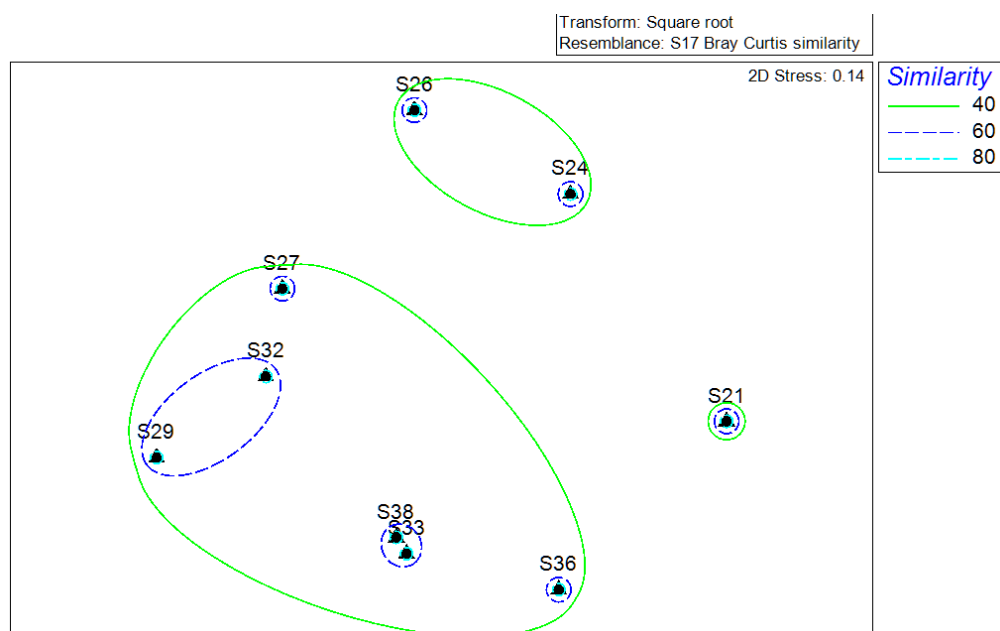 Transform: Square root
Resemblance: S17 Bray Curtis similarity
2D Stress: 0.14
Similarity
40
60
80
S26
S24
S27
S32
S21
S29
S38
S33
S36